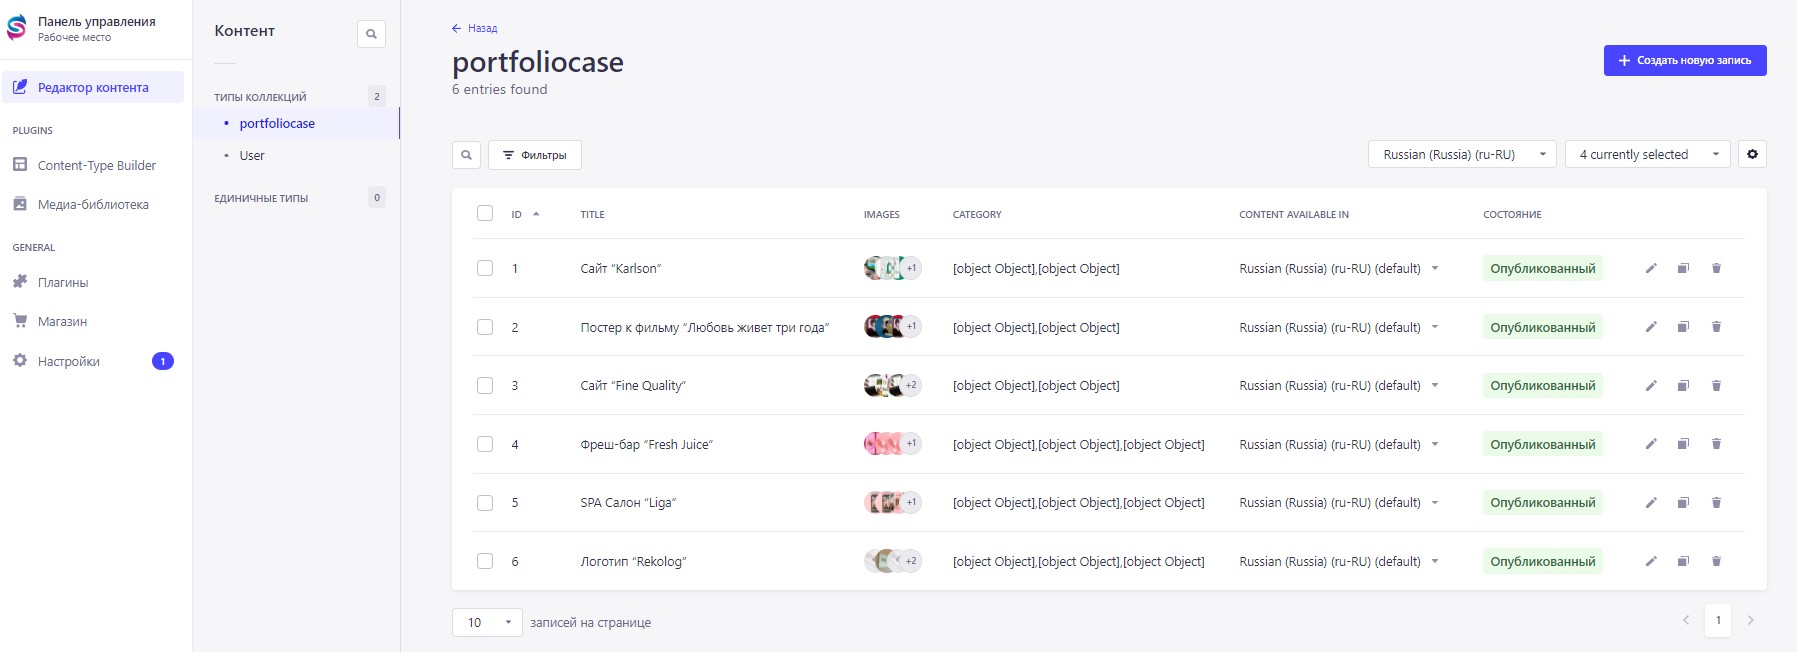 Панель управления
Рабочее место
Редактор контента
PLUGINS
Content-Type Builder
Медиа-библиотека
GENERAL
Плагины
Магазин
Настройки 1
Контент
ТИПЫ КОЛЛЕКЦИЙ 2
portfoliocase
User
ЕДИНИЧНЫЕ ТИПЫ 0
Назад
portfoliocase
6 entries found
Создать новую запись
Фильтры
Russian (Russia) (ru-RU)
4 currently selected
ID TITLE IMAGES CATEGORY CONTENT AVAILABLE IN СОСТОЯНИЕ
1 Сайт “Karlson” +1 [object Object],[object Object] Russian (Russia) (ru-RU) (default) Опубликованный
2 Постер к фильму “Любовь живет три года” +1 [object Object],[object Object] Russian (Russia) (ru-RU) (default) Опубликованный
3 Сайт “Fine Quality” +2 [object Object],[object Object] Russian (Russia) (ru-RU) (default) Опубликованный
4 Фреш-бар “Fresh Juice” +1 [object Object],[object Object],[object Object] Russian (Russia) (ru-RU) (default) Опубликованный
5 SPA Салон “Liga” +1 [object Object],[object Object],[object Object] Russian (Russia) (ru-RU) (default) Опубликованный
6 Логотип “Rekolog” +2 [object Object],[object Object],[object Object] Russian (Russia) (ru-RU) (default) Опубликованный
10 записей на странице
1